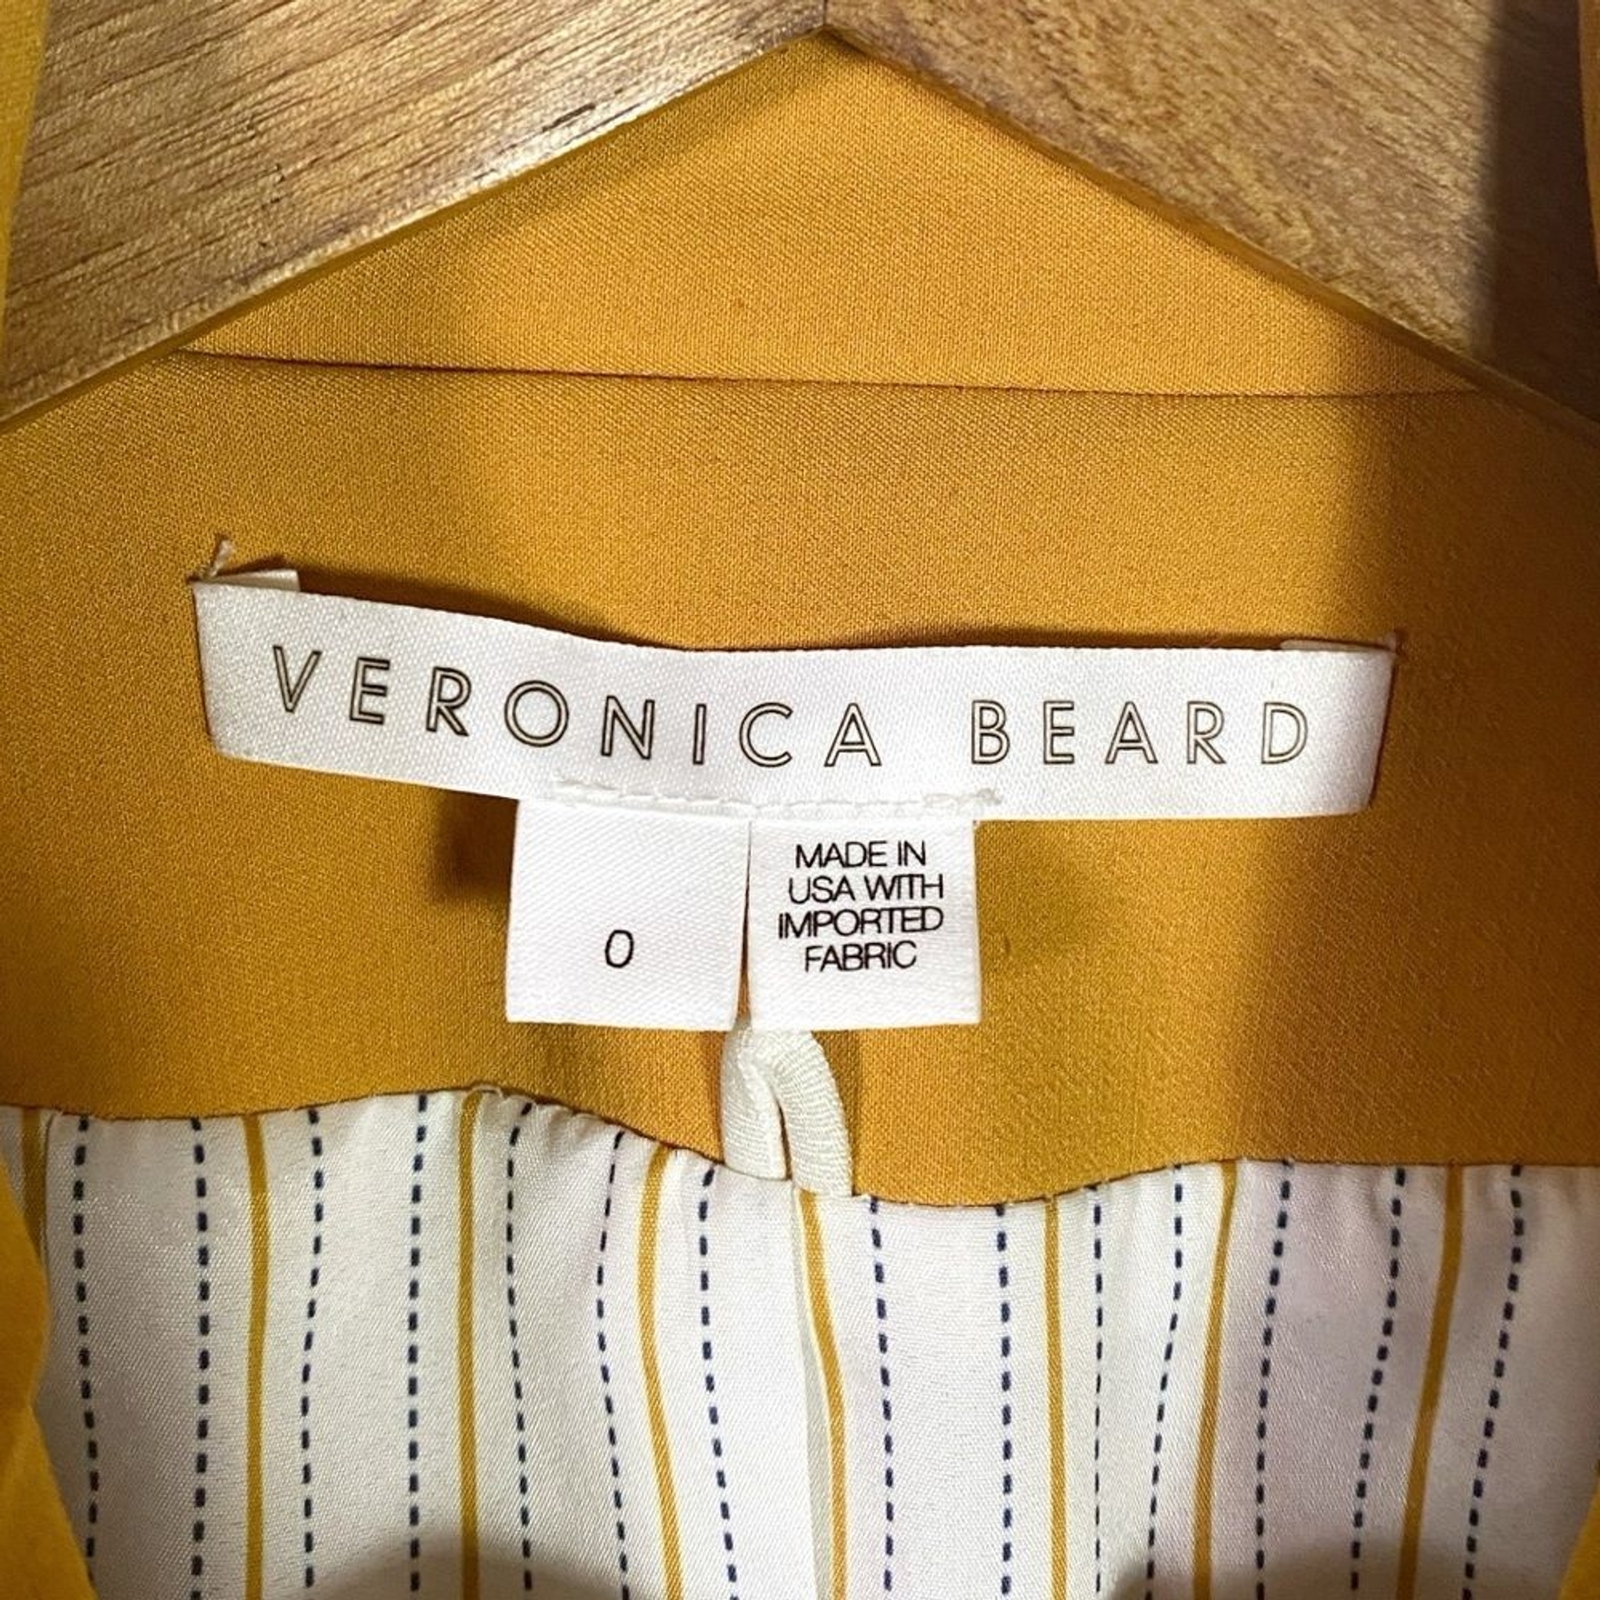 VERONICA BEARD
0
MADE IN
USA WITH
IMPORTED
FABRIC